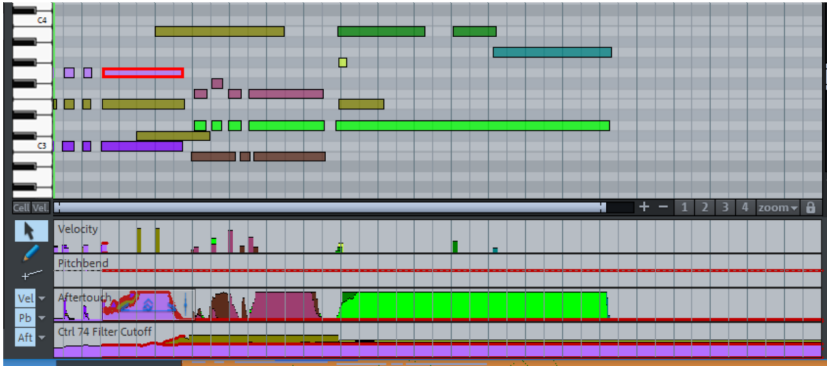 C4
C3
Cell Vel
+ − 1 2 3 4 zoom
Velocity
Pitchbend
Vel Aftertouch
Pb
Aft Ctrl 74 Filter Cutoff